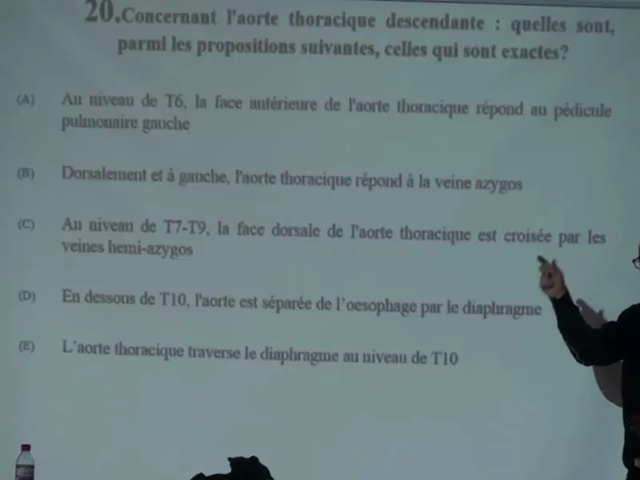 20.Concernant l'aorte thoracique descendante : quelles sont,
parmi les propositions suivantes, celles qui sont exactes?
(A) Au niveau de T6, la face antérieure de l'aorte thoracique répond au pédicule
pulmonaire gauche
(B) Dorsalement et à gauche, l'aorte thoracique répond à la veine azygos
(C) Au niveau de T7-T9, la face dorsale de l'aorte thoracique est croisée par les
veines hemi-azygos
(D) En dessous de T10, l'aorte est séparée de l'oesophage par le diaphragme
(E) L'aorte thoracique traverse le diaphragme au niveau de T10